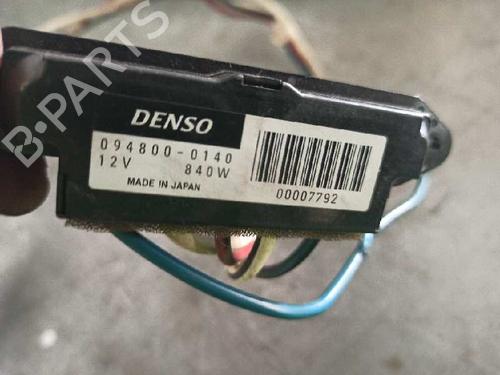 B-PARTS
DENSO
094800-0140
12V 840W
MADE IN JAPAN
00007792